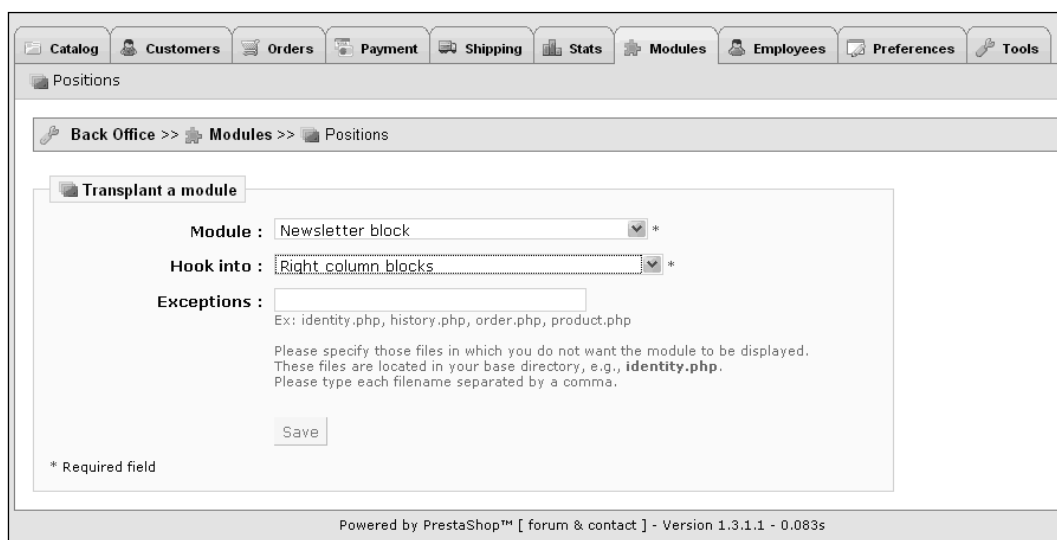 Catalog Customers Orders Payment Shipping Stats Modules Employees Preferences Tools
Positions
Back Office >> Modules >> Positions
Transplant a module
Module : Newsletter block *
Hook into : Right column blocks *
Exceptions :
Ex: identity.php, history.php, order.php, product.php
Please specify those files in which you do not want the module to be displayed.
These files are located in your base directory, e.g., identity.php.
Please type each filename separated by a comma.
Save
* Required field
Powered by PrestaShop™ [ forum & contact ] - Version 1.3.1.1 - 0.083s